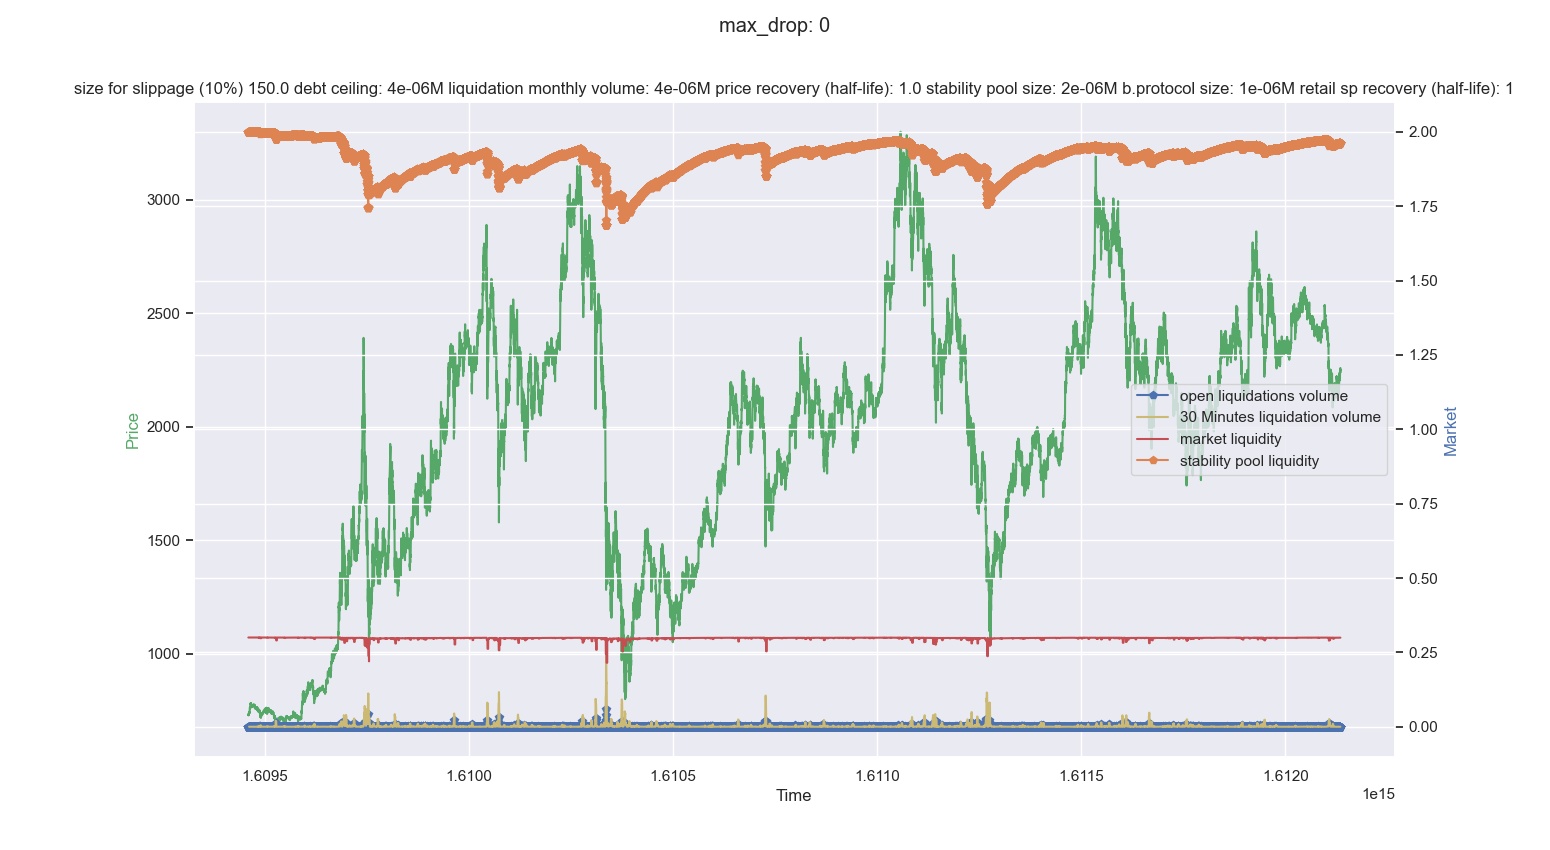 max_drop: 0
size for slippage (10%) 150.0 debt ceiling: 4e-06M liquidation monthly volume: 4e-06M price recovery (half-life): 1.0 stability pool size: 2e-06M b.protocol size: 1e-06M retail sp recovery (half-life): 1
2.00
3000
1.75
1.50
2500
1.25
open liquidations volume
30 Minutes liquidation volume
market liquidity
stability pool liquidity
Price
2000
1.00
Market
0.75
1500
0.50
1000
0.25
0.00
1.6095 1.6100 1.6105 1.6110 1.6115 1.6120
Time
1e15